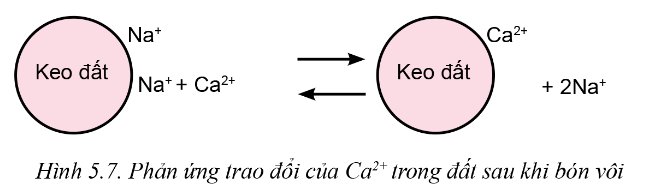 Na⁺
Keo đất
Na⁺ + Ca²⁺
Ca²⁺
Keo đất
+ 2Na⁺
Hình 5.7. Phản ứng trao đổi của Ca²⁺ trong đất sau khi bón vôi